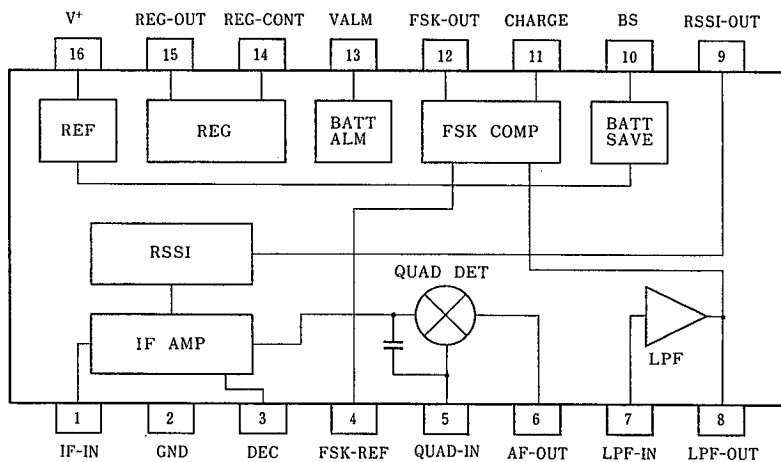 V+ REG-OUT REG-CONT VALM FSK-OUT CHARGE BS RSSI-OUT
16 15 14 13 12 11 10 9
REF REG BATT ALM FSK COMP BATT SAVE
RSSI
QUAD DET
IF AMP
LPF
1 2 3 4 5 6 7 8
IF-IN GND DEC FSK-REF QUAD-IN AF-OUT LPF-IN LPF-OUT